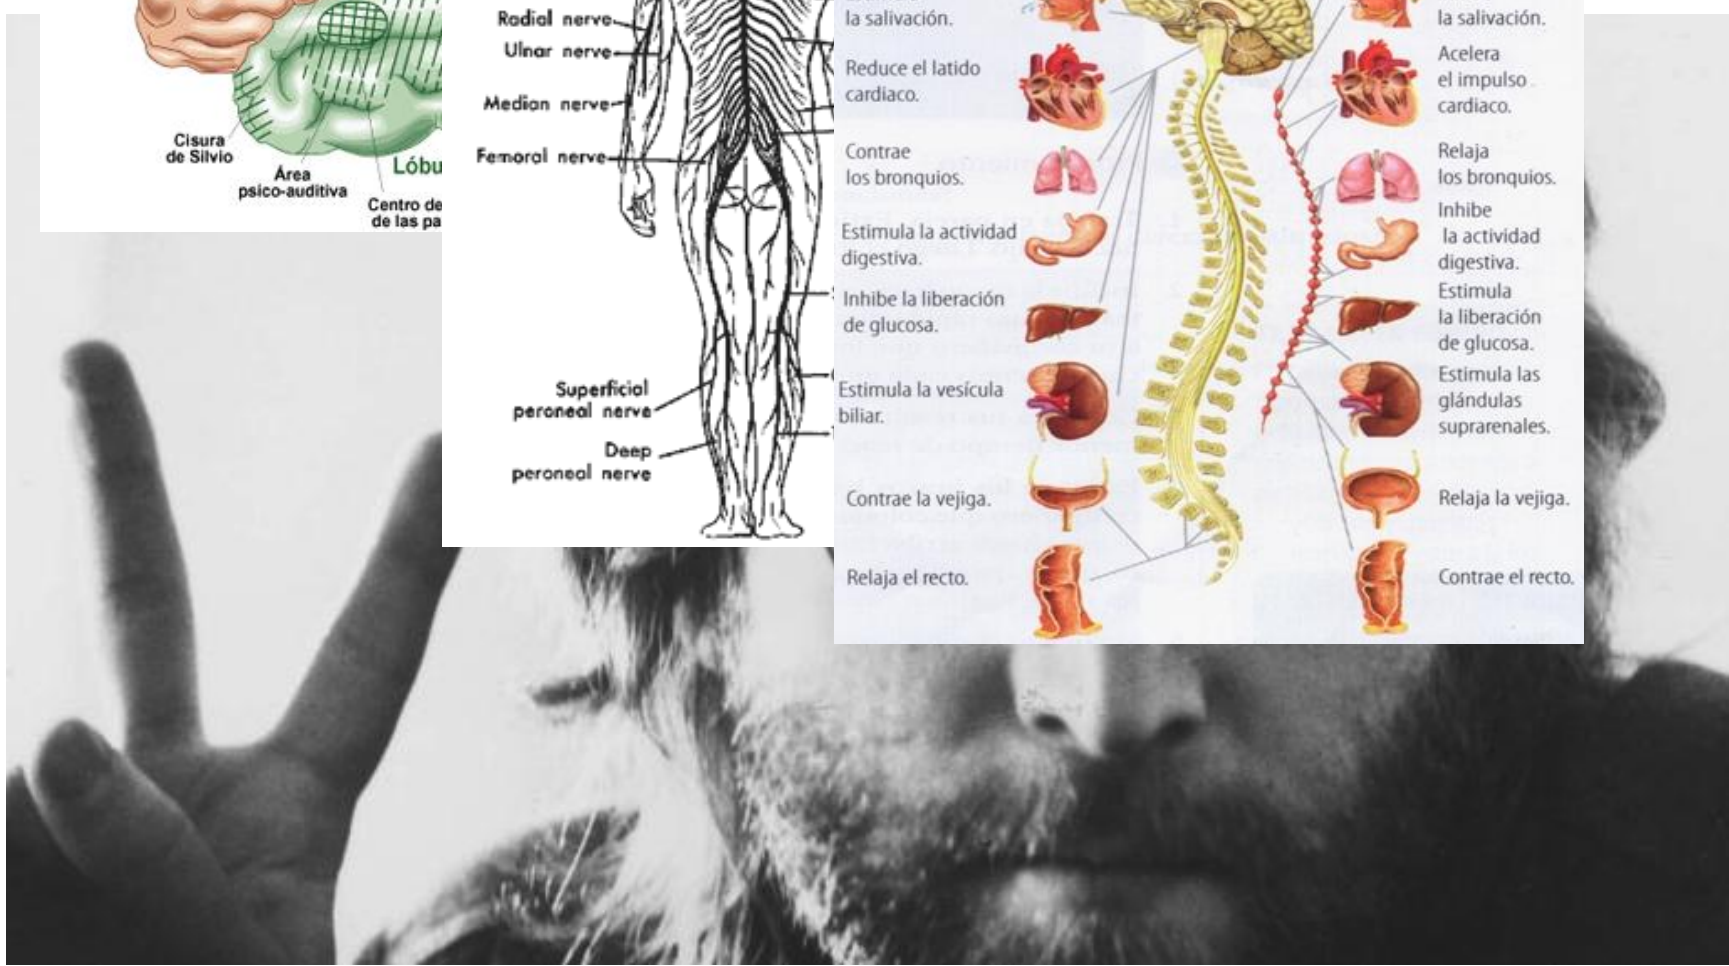 Cisura
de Silvio
Área
psico-auditiva
Lóbu
Centro de
de las pa
Radial nerve
Ulnar nerve
Median nerve
Femoral nerve
Superficial
peroneal nerve
Deep
peroneal nerve
la salivación.
Reduce el latido
cardiaco.
Contrae
los bronquios.
Estimula la actividad
digestiva.
Inhibe la liberación
de glucosa.
Estimula la vesícula
biliar.
Contrae la vejiga.
Relaja el recto.
la salivación.
Acelera
el impulso
cardiaco.
Relaja
los bronquios.
Inhibe
la actividad
digestiva.
Estimula
la liberación
de glucosa.
Estimula las
glándulas
suprarenales.
Relaja la vejiga.
Contrae el recto.